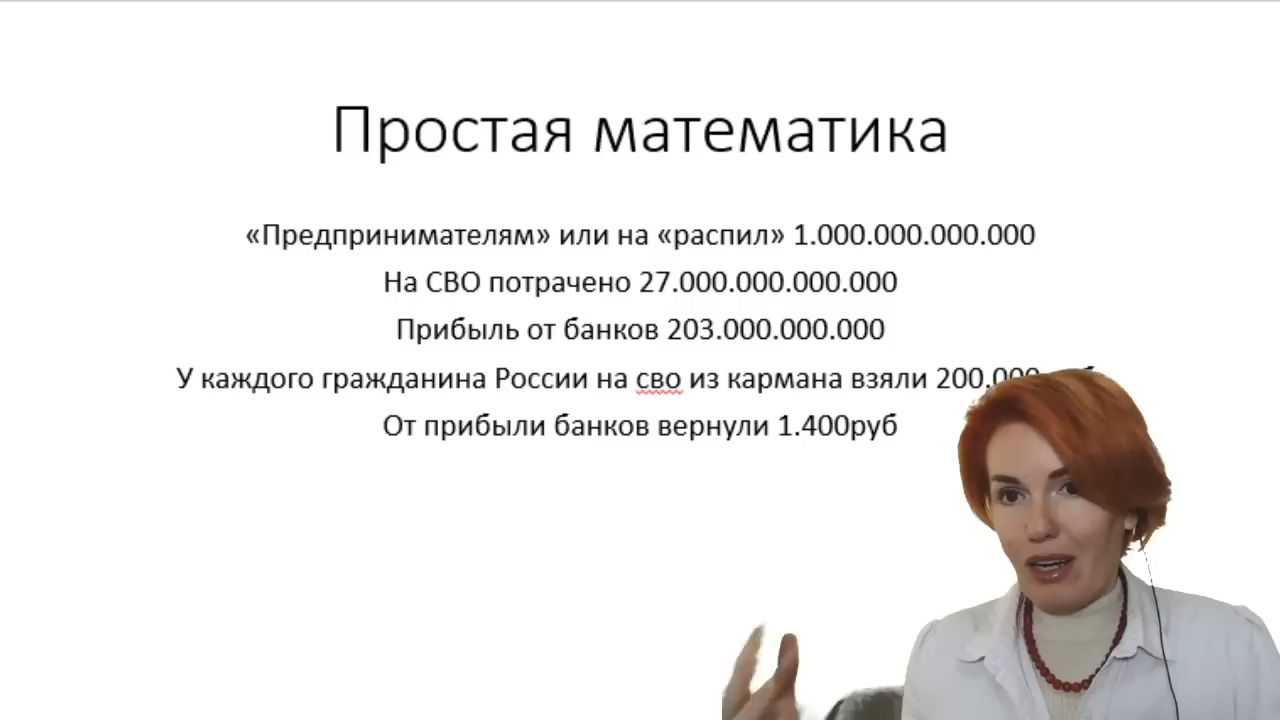 Простая математика
«Предпринимателям» или на «распил» 1.000.000.000.000
На СВО потрачено 27.000.000.000.000
Прибыль от банков 203.000.000.000
У каждого гражданина России на сво из кармана взяли 200.000
От прибыли банков вернули 1.400руб